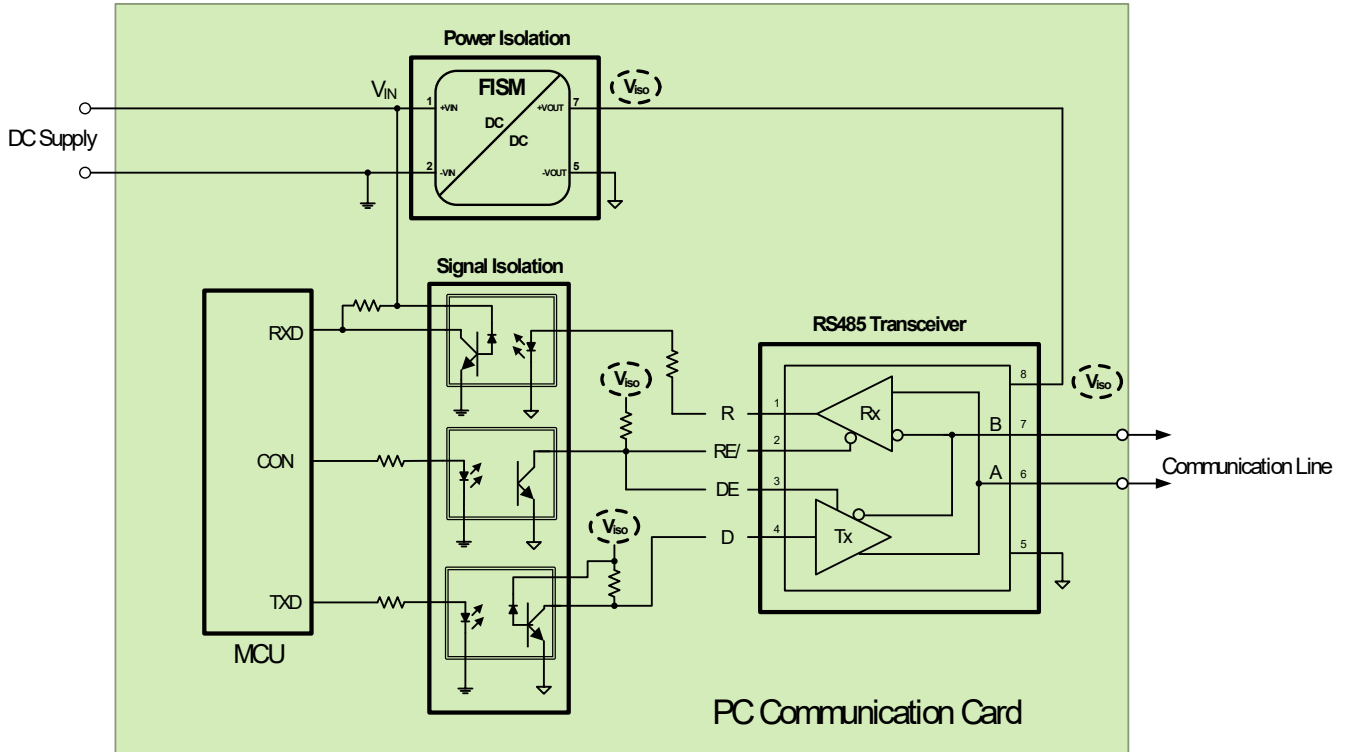 Power Isolation
FISM
Viso
VIN
1
+VIN
+VOUT
7
DC
DC
DC Supply
2
-VIN
-VOUT
5
Signal Isolation
RXD
RS485 Transceiver
Viso
8
Viso
R
1
Rx
B
7
RE/
2
CON
A
6
Communication Line
DE
3
Viso
D
4
Tx
5
TXD
MCU
PC Communication Card